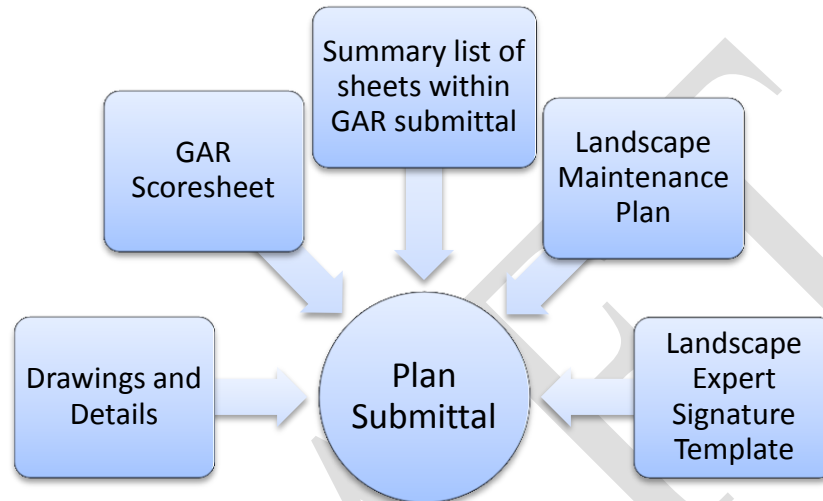 Summary list of
sheets within
GAR submittal
GAR
Scoresheet
Landscape
Maintenance
Plan
Drawings and
Details
Plan
Submittal
Landscape
Expert
Signature
Template